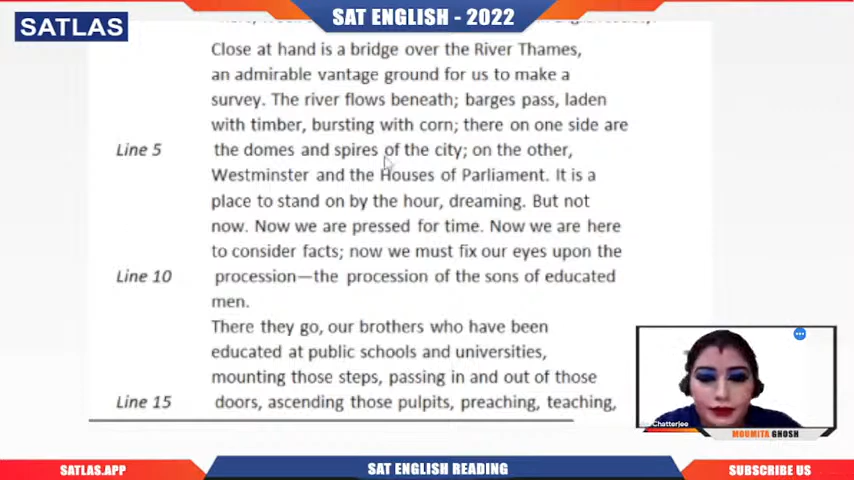 SATLAS
SAT ENGLISH - 2022
Close at hand is a bridge over the River Thames,
an admirable vantage ground for us to make a
survey. The river flows beneath; barges pass, laden
with timber, bursting with corn; there on one side are
Line 5 the domes and spires of the city; on the other,
Westminster and the Houses of Parliament. It is a
place to stand on by the hour, dreaming. But not
now. Now we are pressed for time. Now we are here
to consider facts; now we must fix our eyes upon the
Line 10 procession—the procession of the sons of educated
men.
There they go, our brothers who have been
educated at public schools and universities,
mounting those steps, passing in and out of those
Line 15 doors, ascending those pulpits, preaching, teaching,
Chatterjee
MOUMITA GHOSH
SATLAS.APP
SAT ENGLISH READING
SUBSCRIBE US